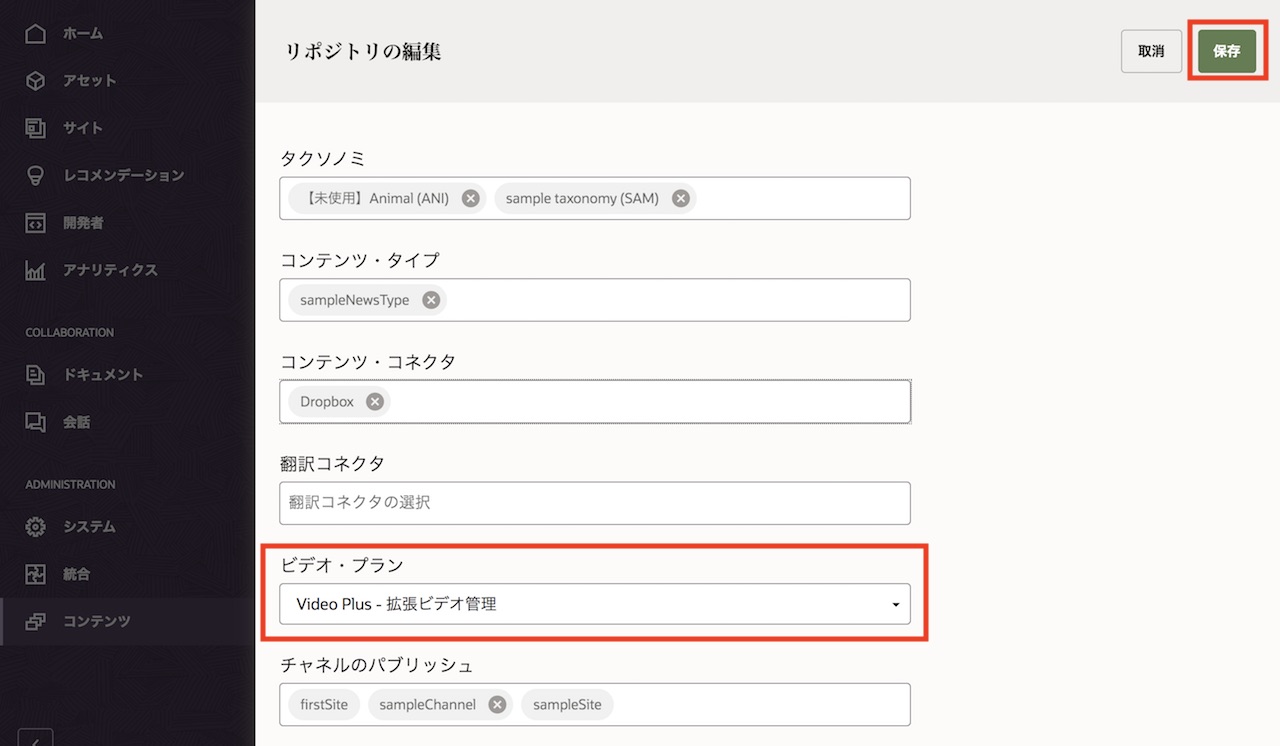 ホーム
アセット
サイト
レコメンデーション
開発者
アナリティクス
COLLABORATION
ドキュメント
会話
ADMINISTRATION
システム
統合
コンテンツ
リポジトリの編集
取消
保存
タクソノミ
【未使用】Animal (ANI)
sample taxonomy (SAM)
コンテンツ・タイプ
sampleNewsType
コンテンツ・コネクタ
Dropbox
翻訳コネクタ
翻訳コネクタの選択
ビデオ・プラン
Video Plus - 拡張ビデオ管理
チャネルのパブリッシュ
firstSite
sampleChannel
sampleSite